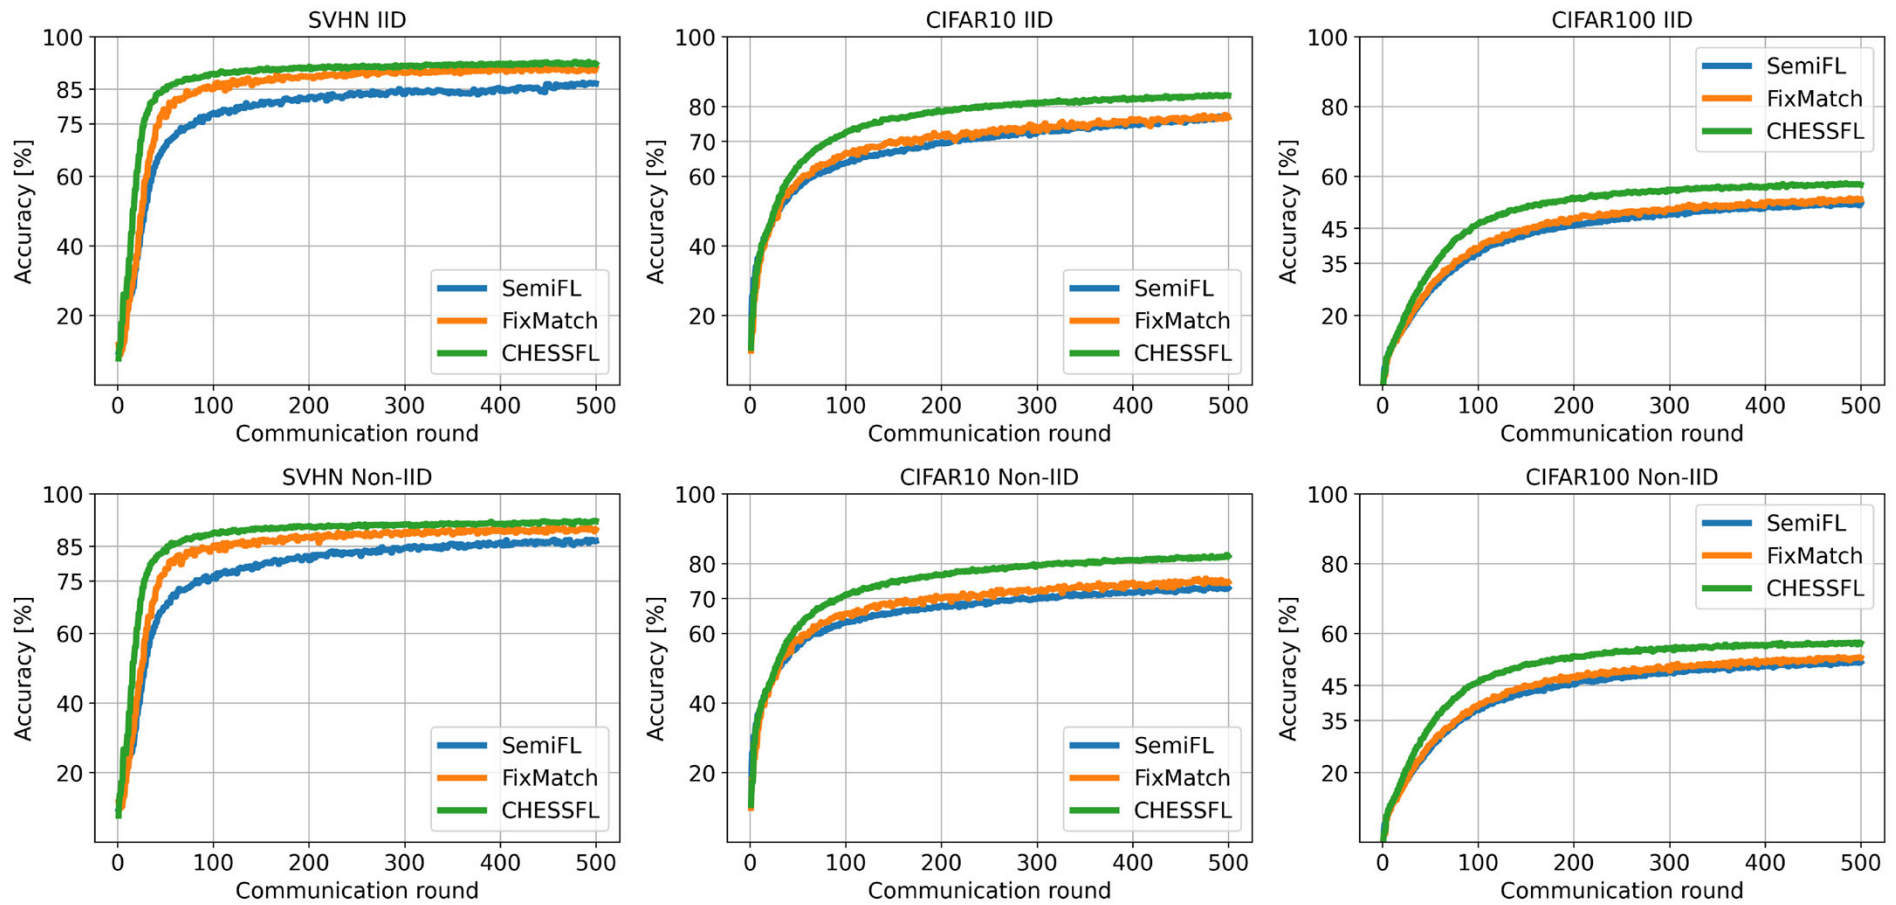 SVHN IID
100
85
75
60
40
20
Accuracy [%]
SemiFL
FixMatch
CHESSFL
0 100 200 300 400 500
Communication round
CIFAR10 IID
100
80
70
60
40
20
Accuracy [%]
SemiFL
FixMatch
CHESSFL
0 100 200 300 400 500
Communication round
CIFAR100 IID
100
80
60
45
35
20
Accuracy [%]
SemiFL
FixMatch
CHESSFL
0 100 200 300 400 500
Communication round
SVHN Non-IID
100
85
75
60
40
20
Accuracy [%]
SemiFL
FixMatch
CHESSFL
0 100 200 300 400 500
Communication round
CIFAR10 Non-IID
100
80
70
60
40
20
Accuracy [%]
SemiFL
FixMatch
CHESSFL
0 100 200 300 400 500
Communication round
CIFAR100 Non-IID
100
80
60
45
35
20
Accuracy [%]
SemiFL
FixMatch
CHESSFL
0 100 200 300 400 500
Communication round